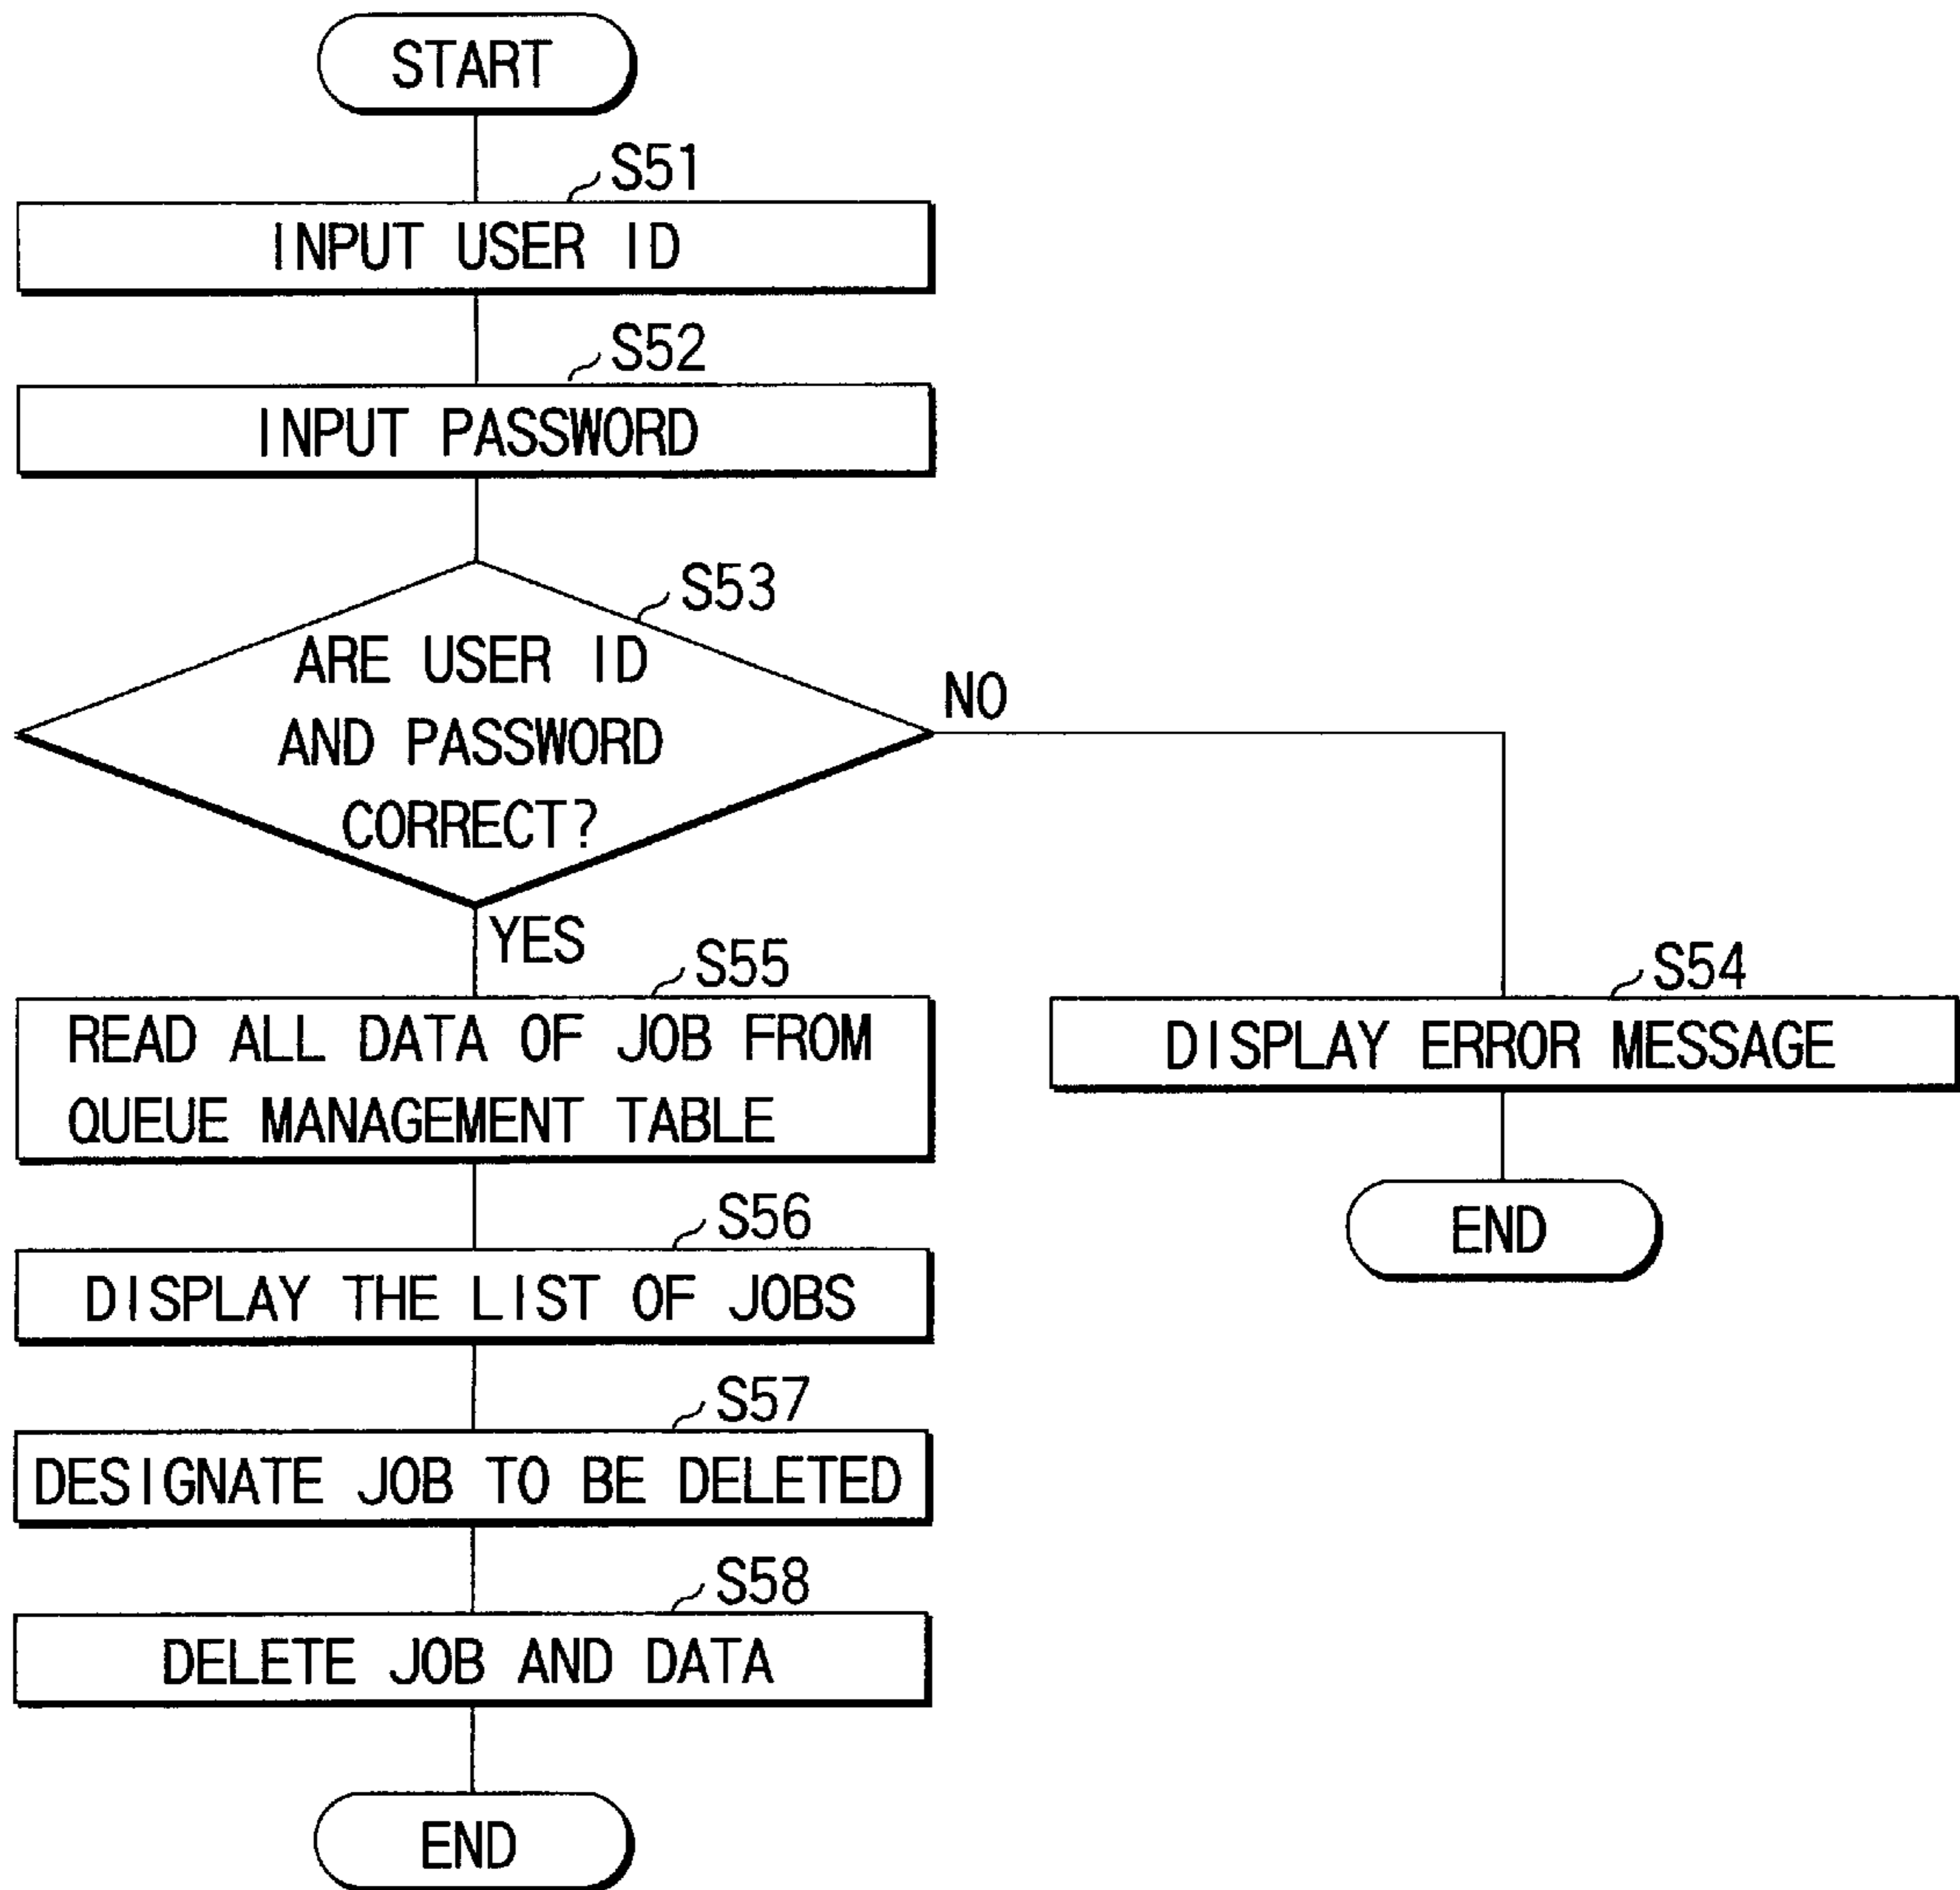 START
S51
INPUT USER ID
S52
INPUT PASSWORD
S53
ARE USER ID
AND PASSWORD
CORRECT?
NO
YES
S55
READ ALL DATA OF JOB FROM
QUEUE MANAGEMENT TABLE
S54
DISPLAY ERROR MESSAGE
END
S56
DISPLAY THE LIST OF JOBS
S57
DESIGNATE JOB TO BE DELETED
S58
DELETE JOB AND DATA
END